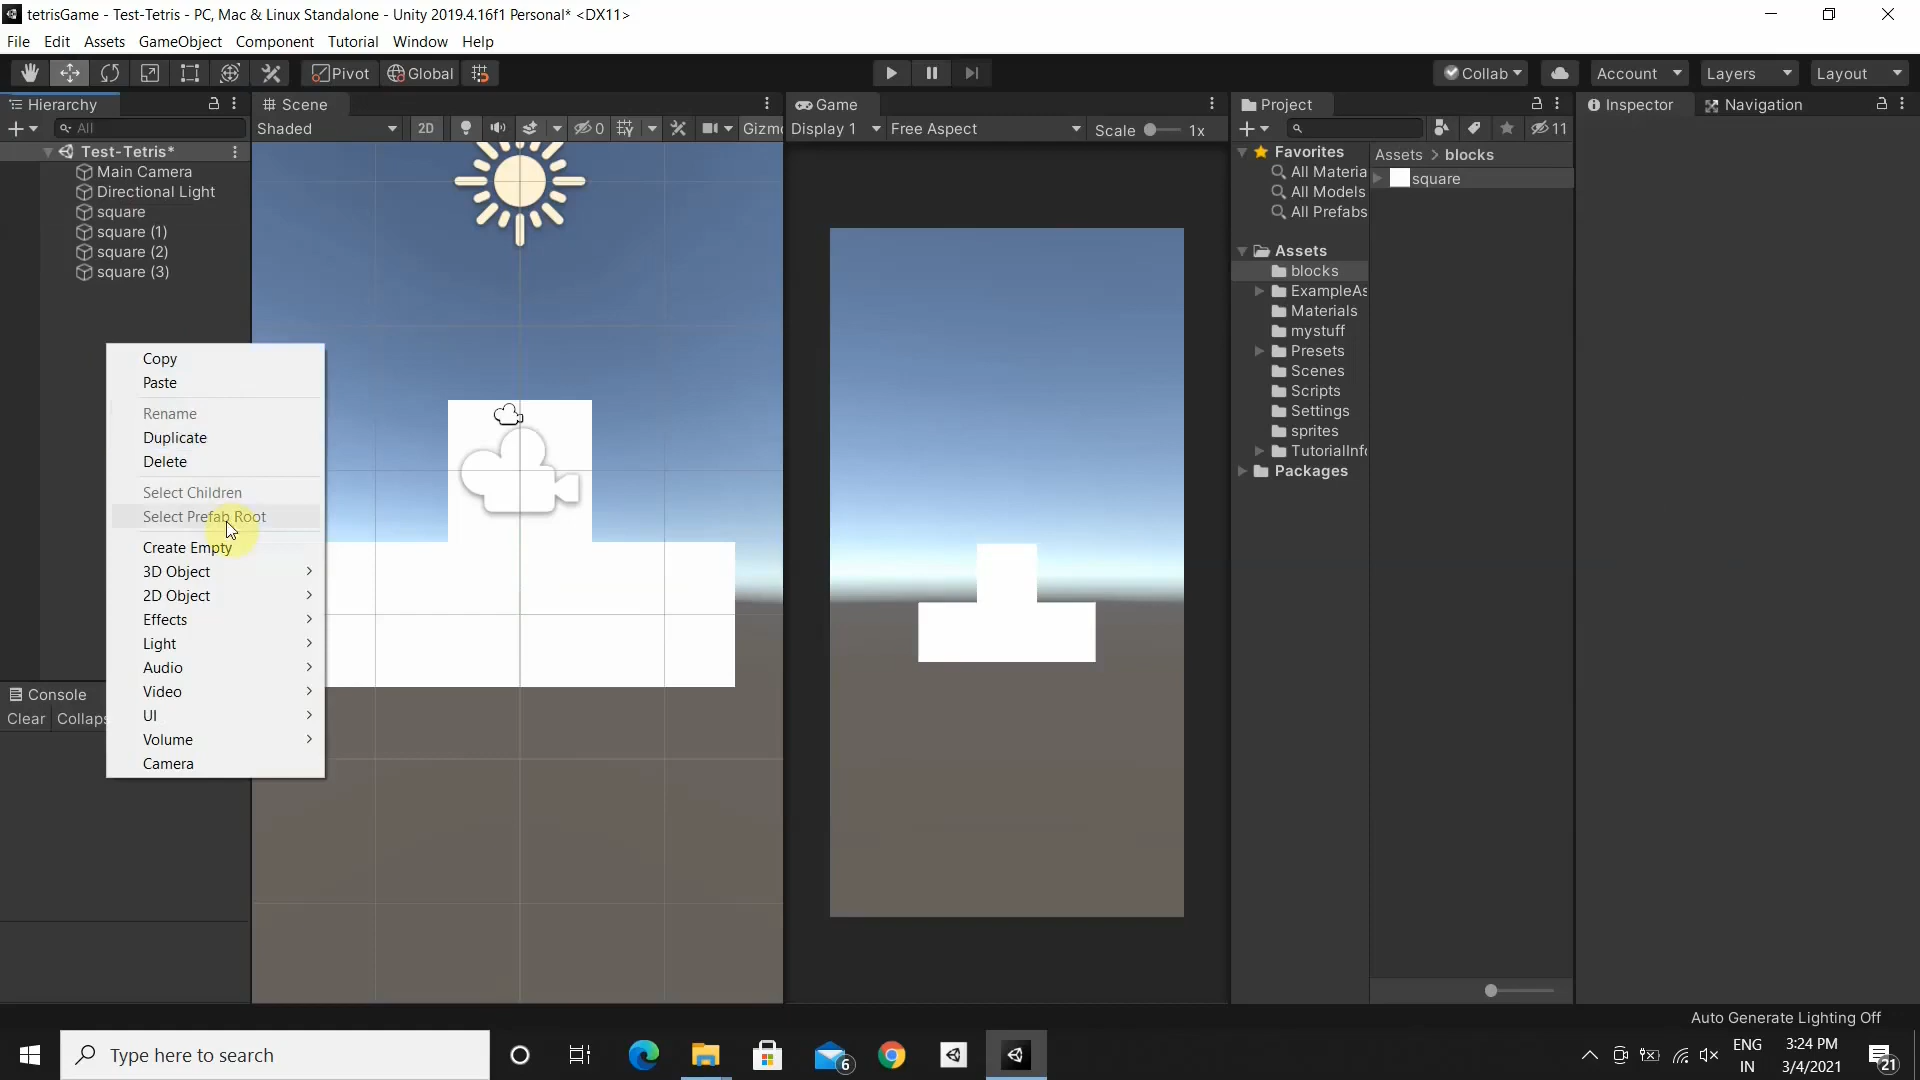 tetrisGame - Test-Tetris - PC, Mac & Linux Standalone - Unity 2019.4.16f1 Personal* <DX11>
File Edit Assets GameObject Component Tutorial Window Help
Pivot Global Collab Account Layers Layout
Hierarchy
All
Test-Tetris*
Main Camera
Directional Light
square
square (1)
square (2)
square (3)
Copy
Paste
Rename
Duplicate
Delete
Select Children
Select Prefab Root
Create Empty
3D Object
2D Object
Effects
Light
Audio
Video
UI
Volume
Camera
Console
Clear Collaps
Scene
Shaded 2D 0 Gizmo
Game
Display 1 Free Aspect Scale 1x
Project
11
Favorites
All Materia
All Models
All Prefabs
Assets
blocks
ExampleAs
Materials
mystuff
Presets
Scenes
Scripts
Settings
sprites
TutorialInfo
Packages
Assets > blocks
square
Inspector Navigation
Auto Generate Lighting Off
Type here to search
6
ENG
IN
3:24 PM
3/4/2021
21